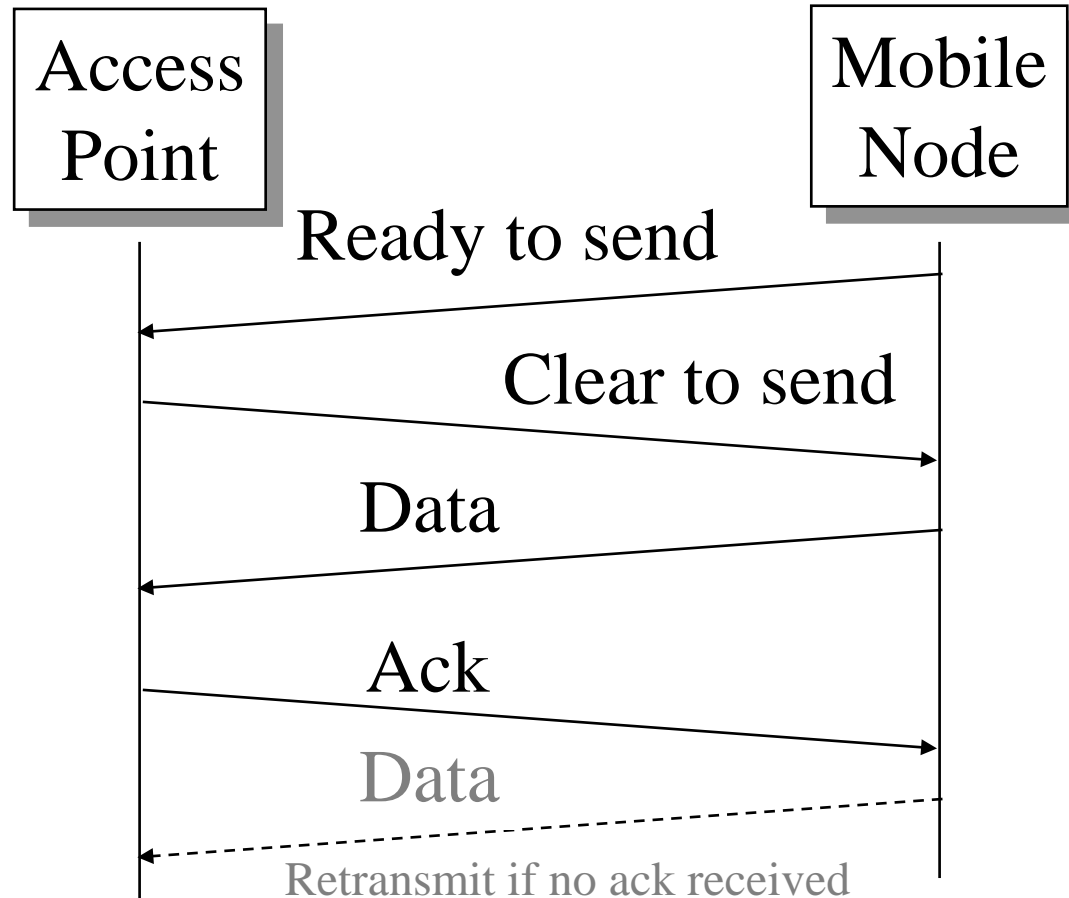 Access
Point
Mobile
Node
Ready to send
Clear to send
Data
Ack
Data
Retransmit if no ack received